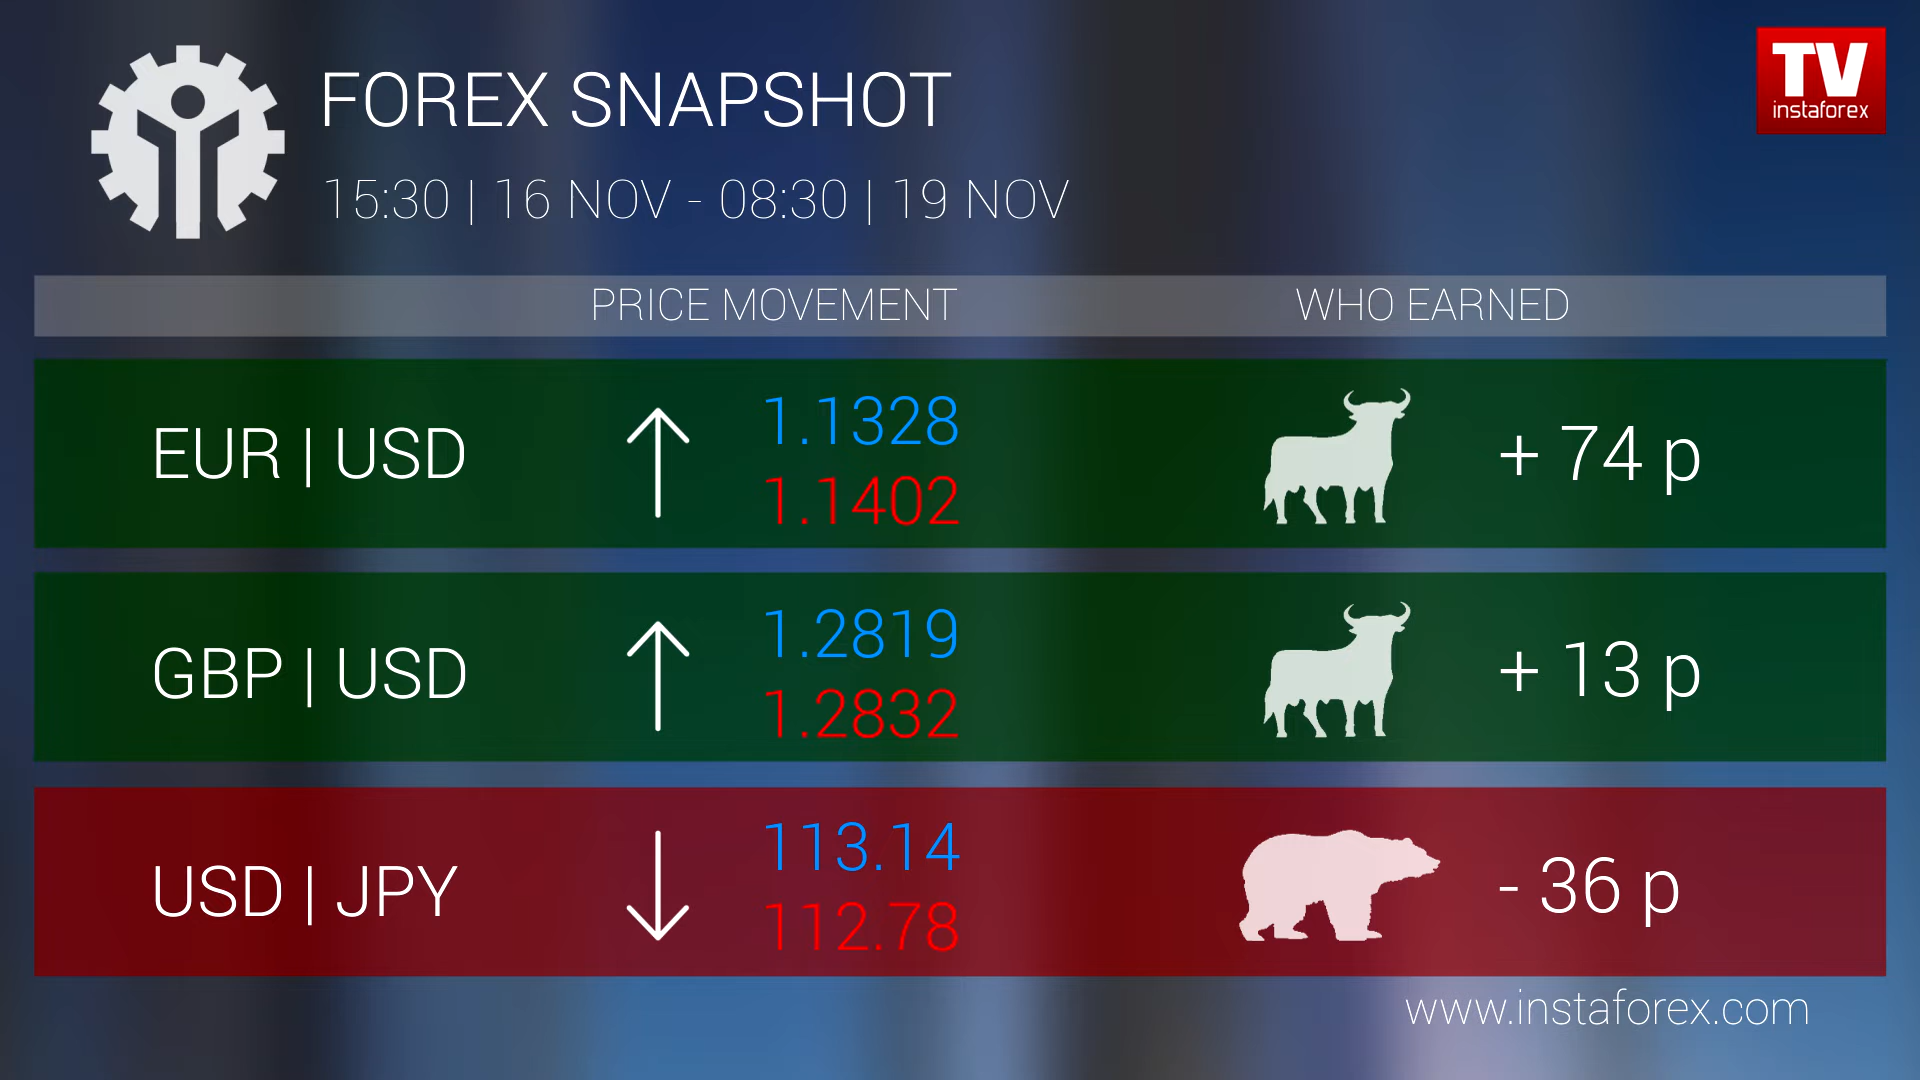 FOREX SNAPSHOT
TV
instaforex
15:30 | 16 NOV - 08:30 | 19 NOV
PRICE MOVEMENT WHO EARNED
EUR | USD 1.1328 + 74 p
1.1402
GBP | USD 1.2819 + 13 p
1.2832
USD | JPY 113.14 - 36 p
112.78
www.instaforex.com